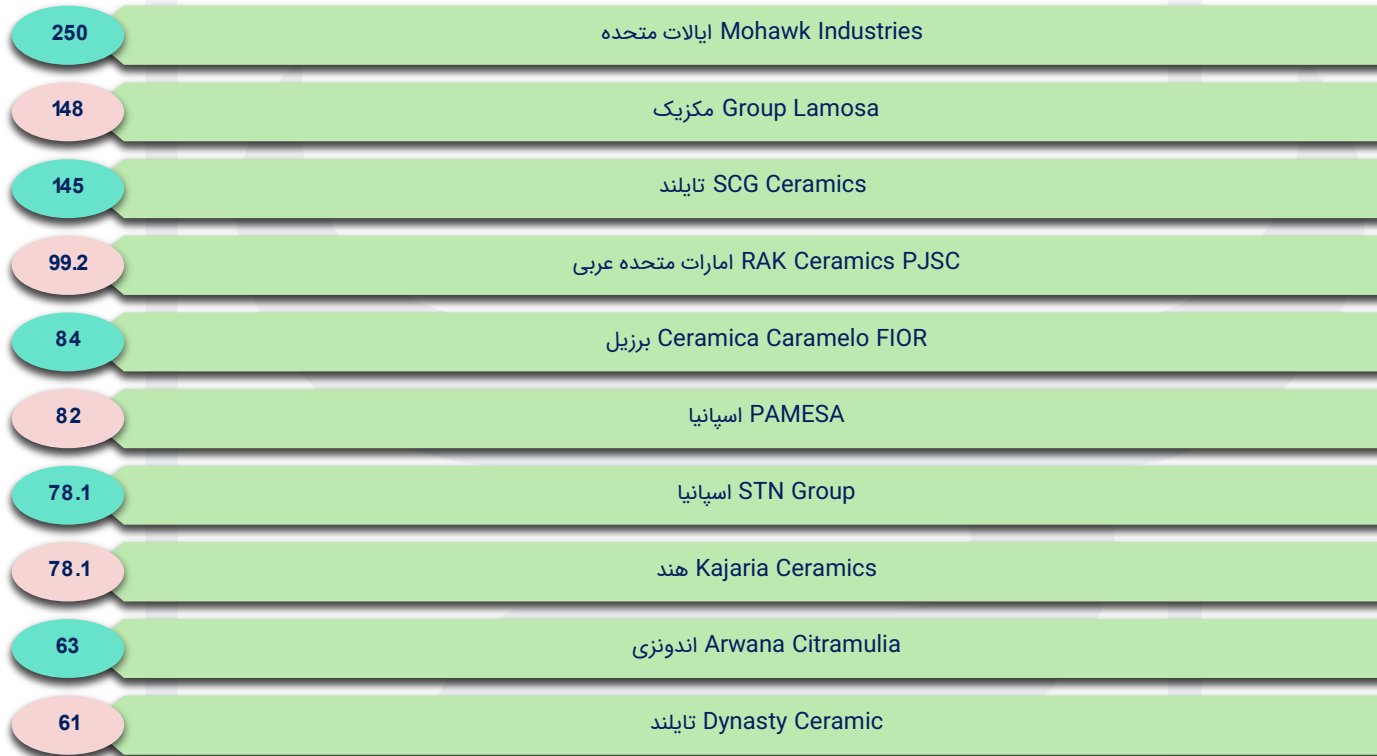 250
Mohawk Industries ایالات متحده
148
Group Lamosa مکزیک
145
SCG Ceramics تایلند
99.2
RAK Ceramics PJSC امارات متحده عربی
84
Ceramica Caramelo FIOR برزیل
82
PAMESA اسپانیا
78.1
STN Group اسپانیا
78.1
Kajaria Ceramics هند
63
Arwana Citramulia اندونزی
61
Dynasty Ceramic تایلند